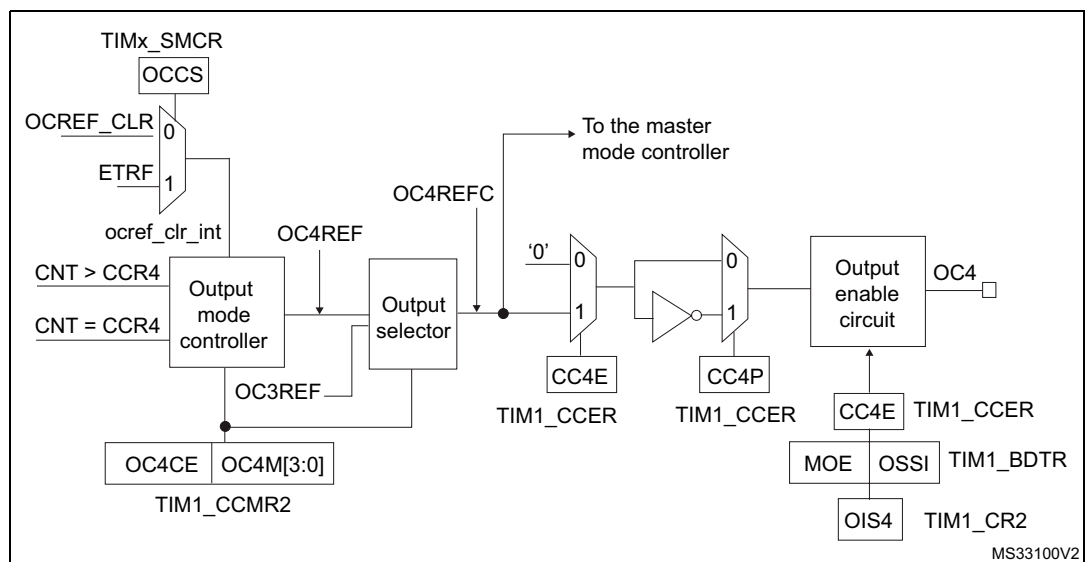 TIMx_SMCR
OCCS
OCREF_CLR
0
ETRF
1
ocref_clr_int
To the master
mode controller
OC4REFC
OC4REF
CNT > CCR4
CNT = CCR4
Output
mode
controller
Output
selector
OC3REF
'0'
0
1
0
1
Output
enable
circuit
OC4
CC4E
TIM1_CCER
CC4P
TIM1_CCER
CC4E
TIM1_CCER
OC4CE
OC4M[3:0]
TIM1_CCMR2
MOE
OSSI
TIM1_BDTR
OIS4
TIM1_CR2
MS33100V2